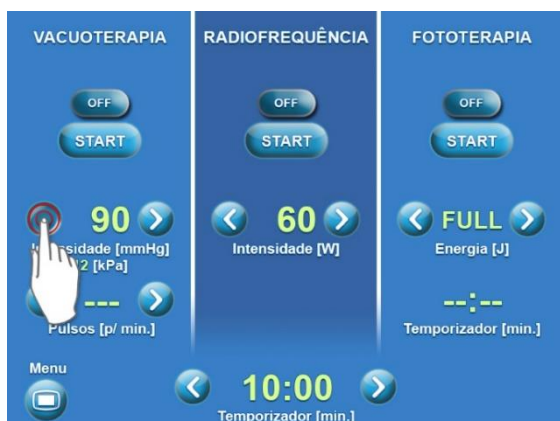 VACUOTERAPIA
OFF
START
90
Intensidade [mmHg]
12 [kPa]
---
Pulsos [p/ min.]
Menu
RADIOFREQUÊNCIA
OFF
START
60
Intensidade [W]
10:00
Temporizador [min.]
FOTOTERAPIA
OFF
START
FULL
Energia [J]
--:--
Temporizador [min.]